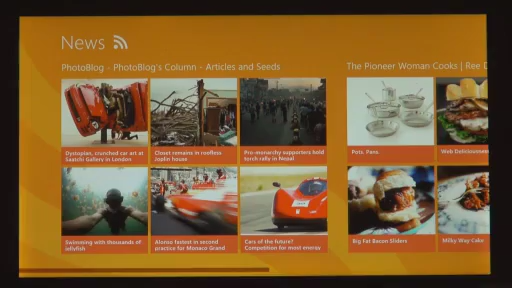 News
PhotoBlog - PhotoBlog's Column - Articles and Seeds
The Pioneer Woman Cooks | Ree D
Dystopian, crunched car art at
Saatchi Gallery in London
Closet remains in roofless
Joplin house
Pro-monarchy supporters hold
torch rally in Nepal
Pots. Pans.
Web Deliciousness
Swimming with thousands of
jellyfish
Alonso fastest in second
practice for Monaco Grand
Cars of the future?
Competition for most energy
Big Fat Bacon Sliders
Milky Way Cake